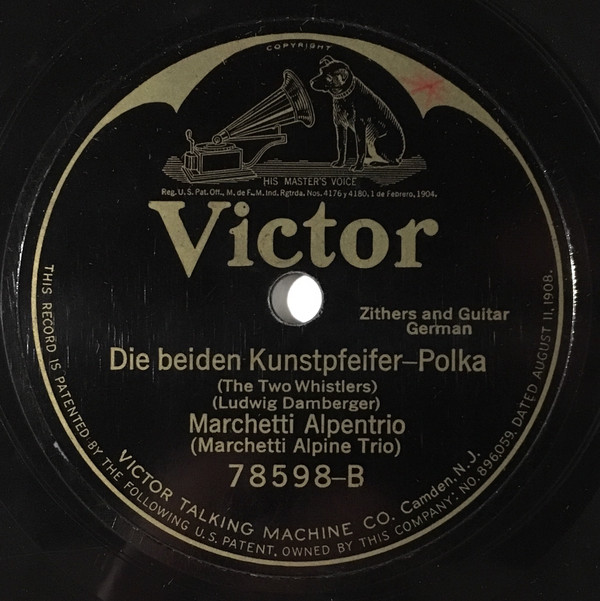 COPYRIGHT
HIS MASTER'S VOICE
Reg. U.S. Pat. Off., M. de F., M. Ind. Rgtrda. Nos. 4176 y 4180, 1 de Febrero, 1904.
Victor
Zithers and Guitar
German
Die beiden Kunstpfeifer–Polka
(The Two Whistlers)
(Ludwig Damberger)
Marchetti Alpentrio
(Marchetti Alpine Trio)
78598–B
VICTOR TALKING MACHINE CO. Camden, N.J.
THIS RECORD IS PATENTED BY THE FOLLOWING U.S. PATENT, OWNED BY THIS COMPANY: NO. 896,059, DATED AUGUST 11, 1908.